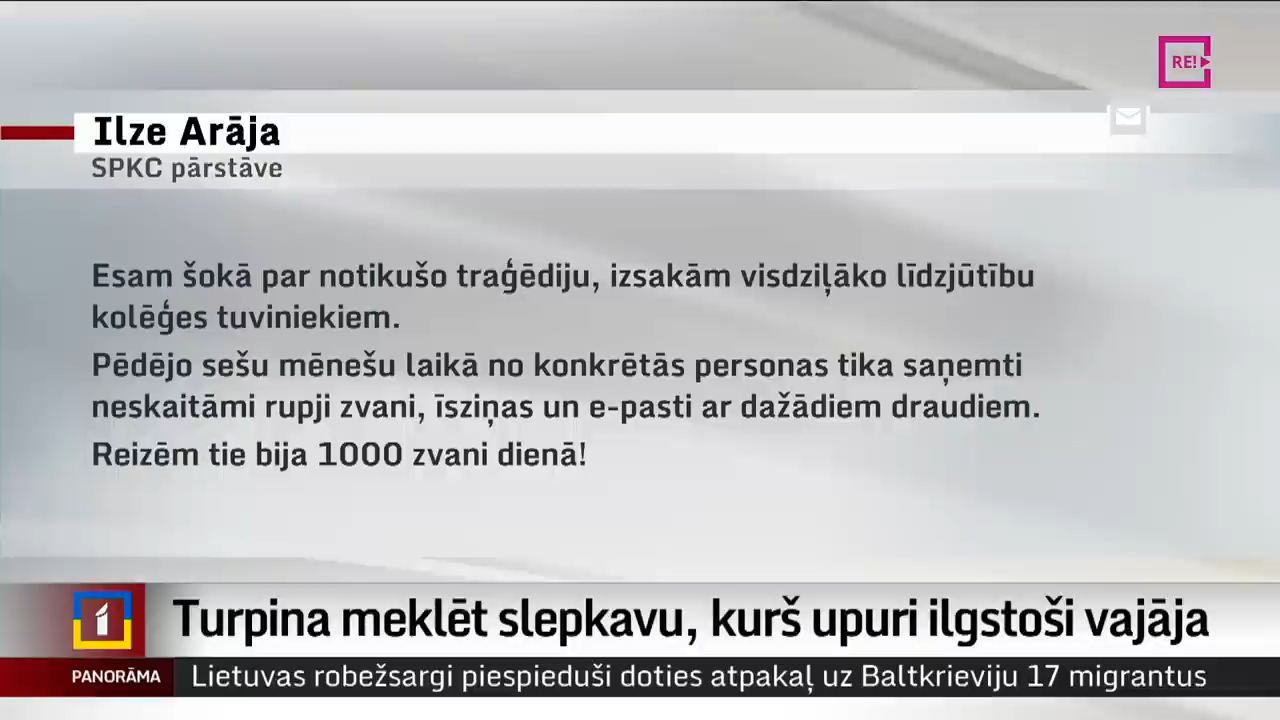 RE!
Ilze Arāja
SPKC pārstāve
Esam šokā par notikušo traģēdiju, izsakām visdziļāko līdzjūtību
kolēģes tuviniekiem.
Pēdējo sešu mēnešu laikā no konkrētās personas tika saņemti
neskaitāmi rupji zvani, īsziņas un e-pasti ar dažādiem draudiem.
Reizēm tie bija 1000 zvani dienā!
1
Turpina meklēt slepkavu, kurš upuri ilgstoši vajāja
PANORĀMA
Lietuvas robežsargi piespieduši doties atpakaļ uz Baltkrieviju 17 migrantus